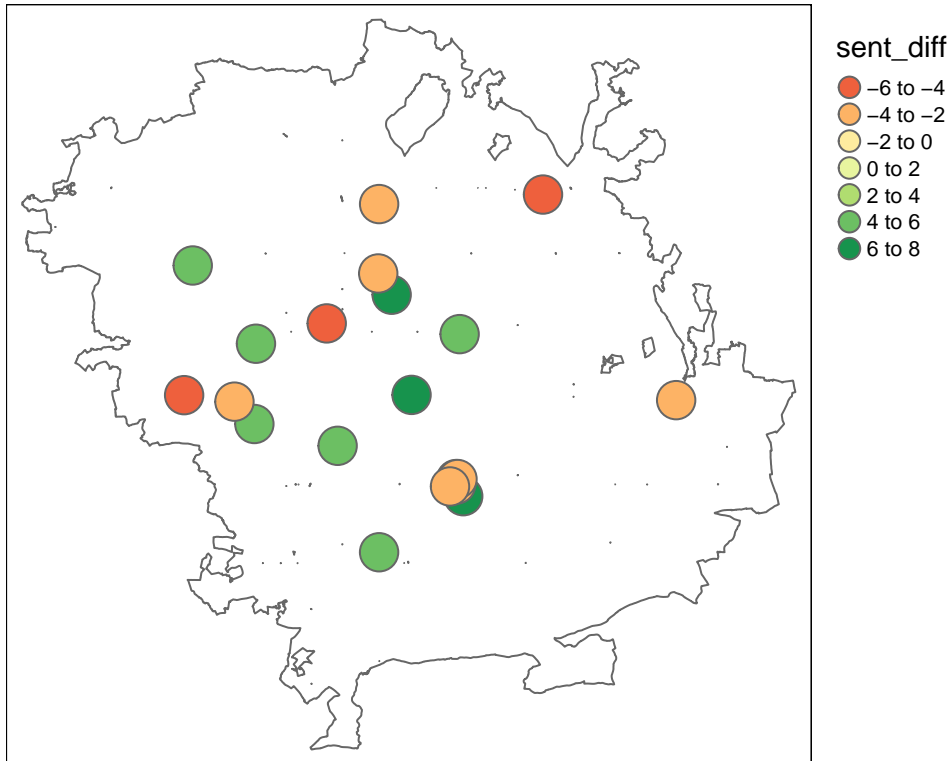 sent_diff
−6 to −4
−4 to −2
−2 to 0
0 to 2
2 to 4
4 to 6
6 to 8